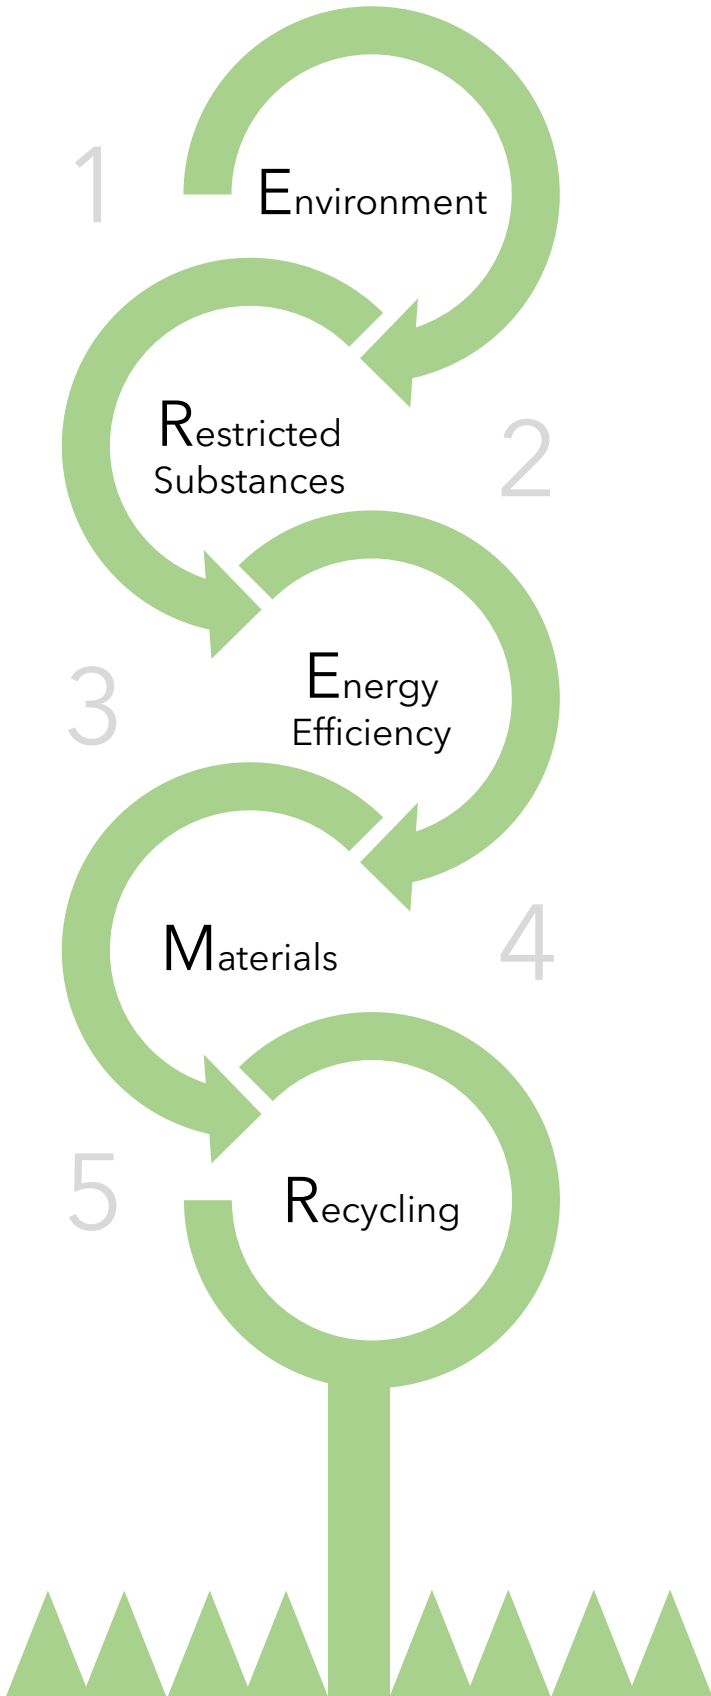 1
Environment
2
Restricted
Substances
3
Energy
Efficiency
4
Materials
5
Recycling